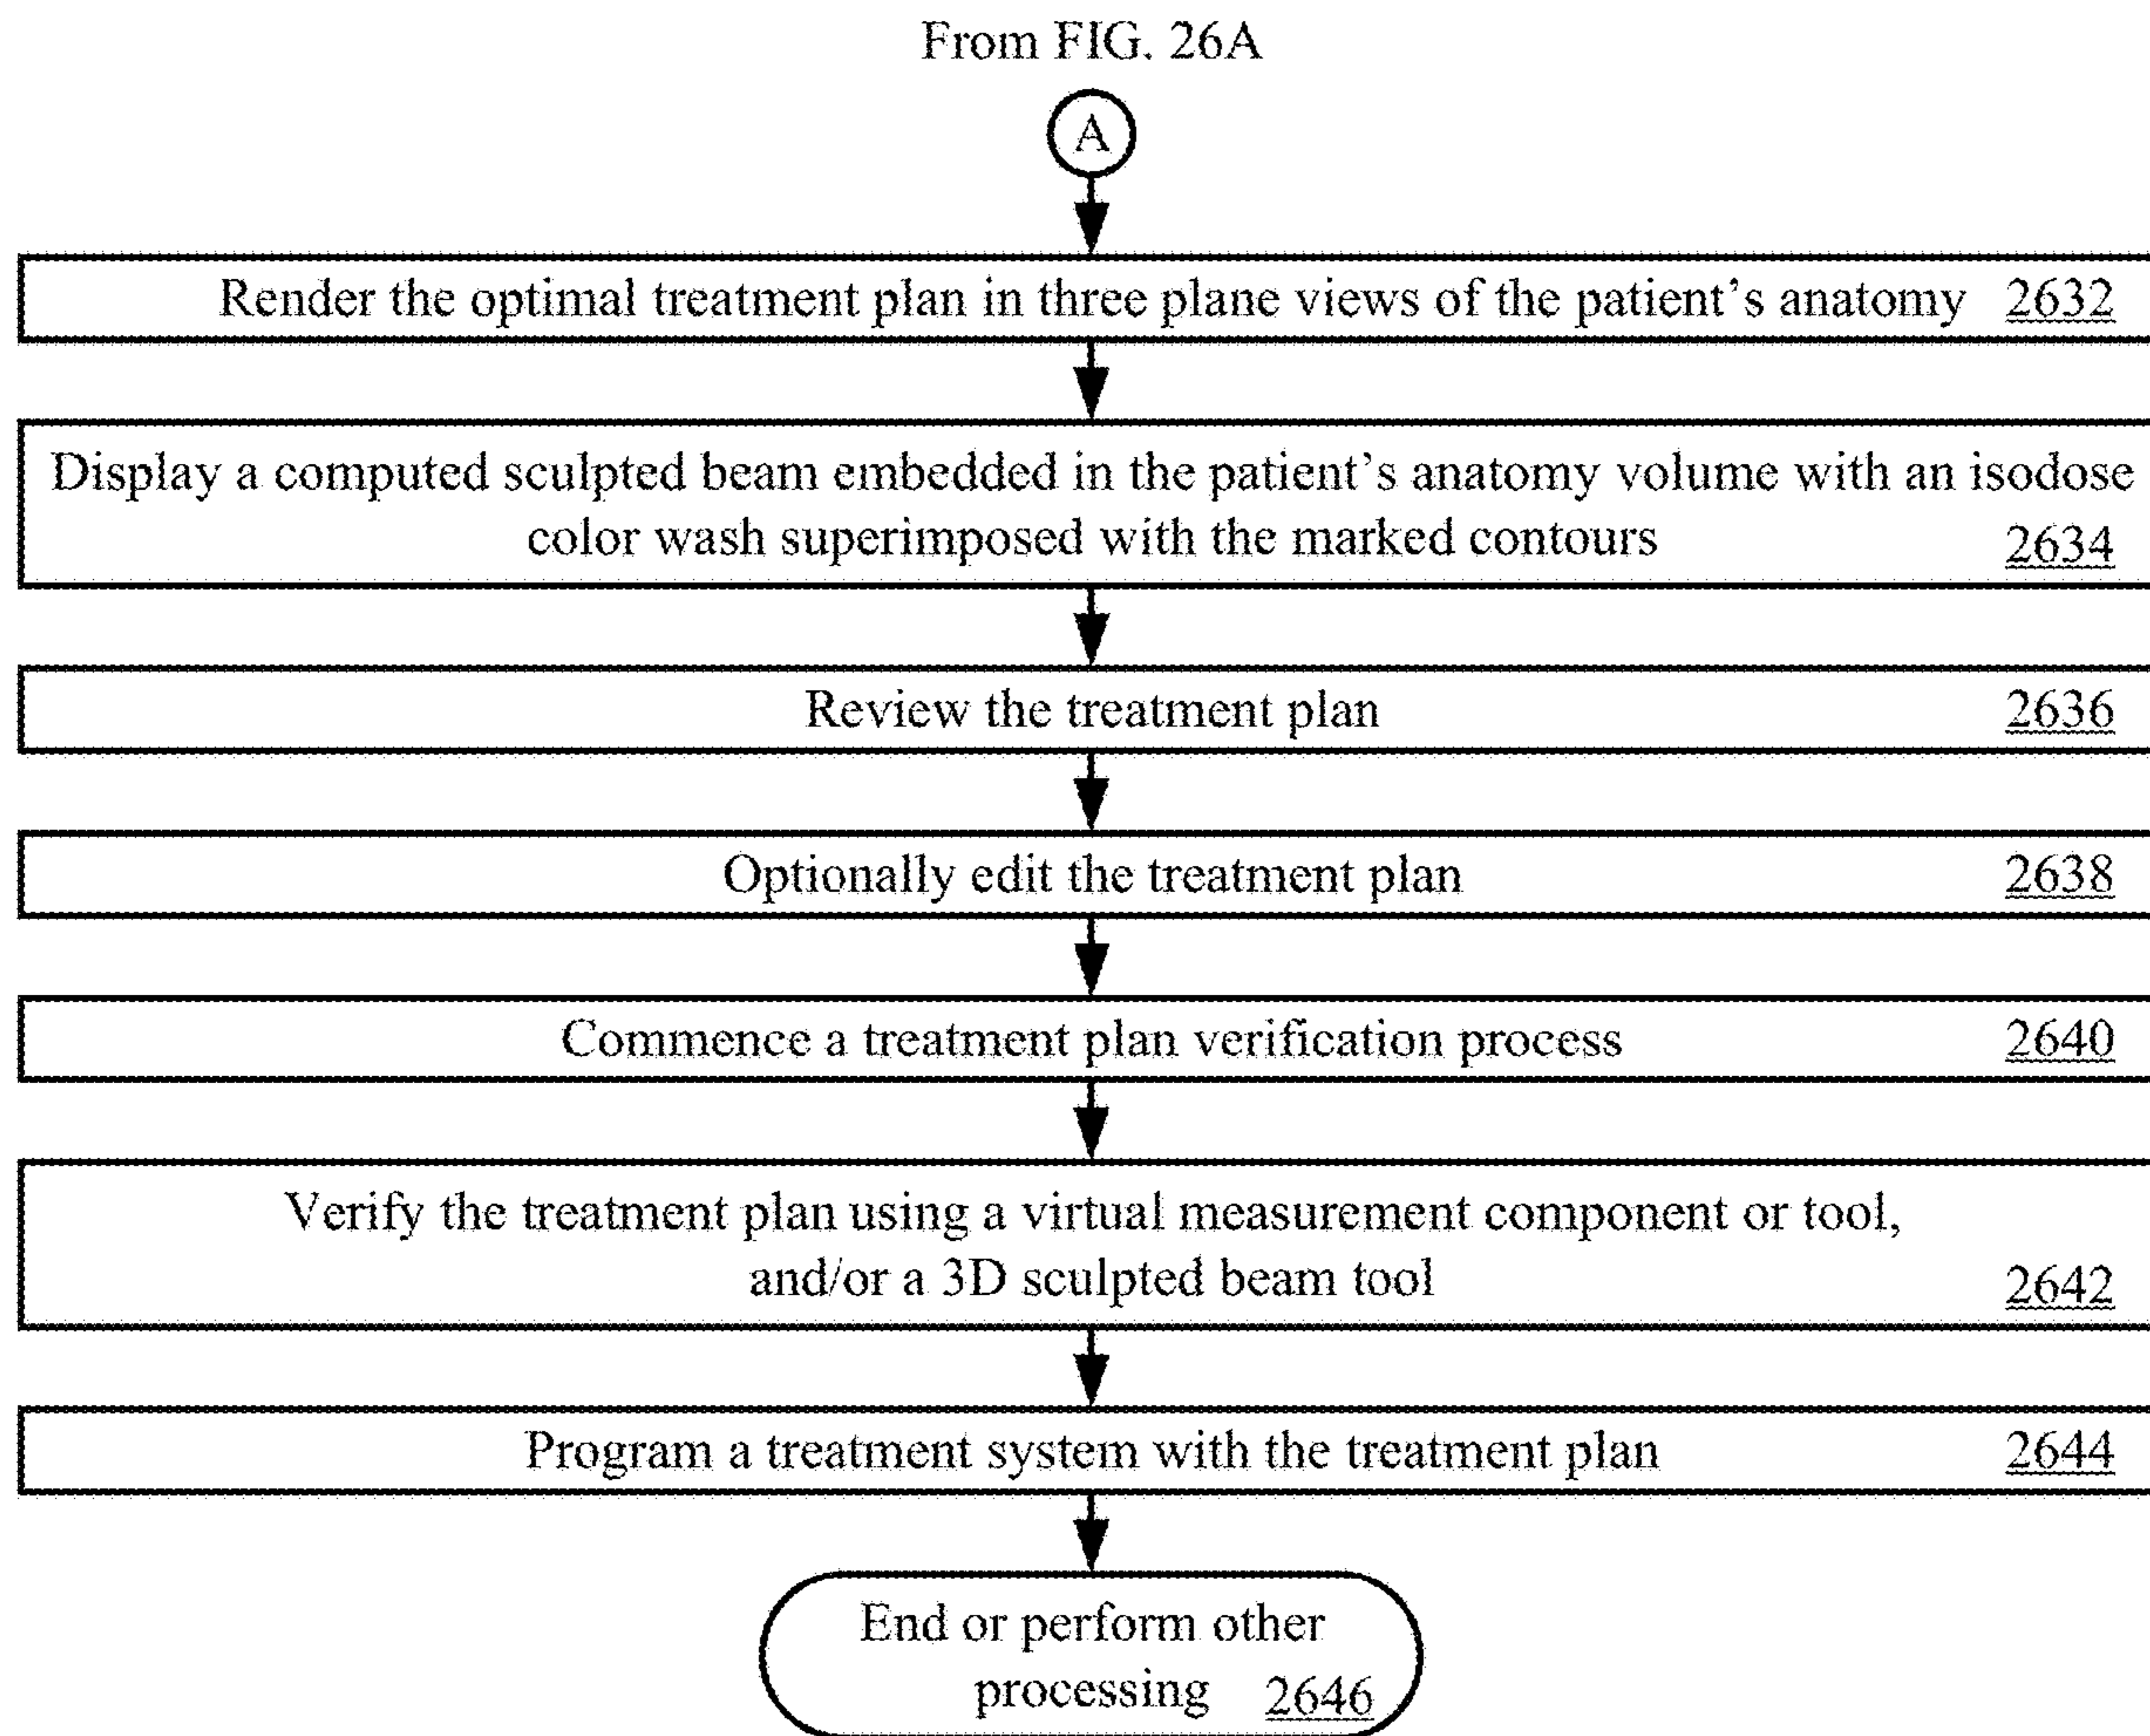 From FIG. 26A
A
Render the optimal treatment plan in three plane views of the patient's anatomy 2632
Display a computed sculpted beam embedded in the patient's anatomy volume with an isodose
color wash superimposed with the marked contours 2634
Review the treatment plan 2636
Optionally edit the treatment plan 2638
Commence a treatment plan verification process 2640
Verify the treatment plan using a virtual measurement component or tool,
and/or a 3D sculpted beam tool 2642
Program a treatment system with the treatment plan 2644
End or perform other
processing 2646